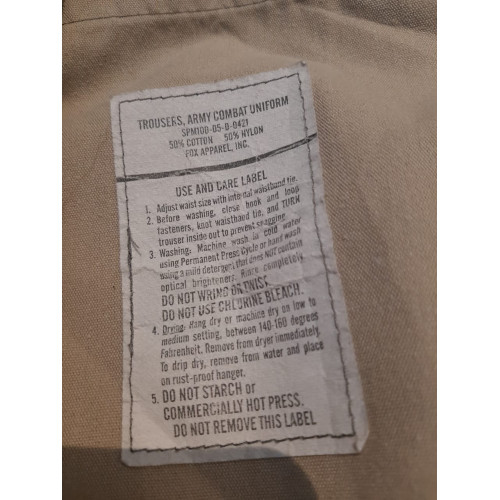 TROUSERS, ARMY COMBAT UNIFORM
SPM100-05-D-0421
50% COTTON 50% NYLON
FOX APPAREL, INC.
USE AND CARE LABEL
1. Adjust waist size with internal waistband tie.
2. Before washing, close hook and loop
fasteners, knot waistband tie, and TURN
trouser inside out to prevent snagging.
3. Washing: Machine wash in cold water
using Permanent Press Cycle or hand wash
using a mild detergent that does not contain
optical brighteners. Rinse completely.
DO NOT WRING OR TWIST.
DO NOT USE CHLORINE BLEACH.
4. Drying: Hang dry or machine dry on low to
medium setting, between 140-160 degrees
Fahrenheit. Remove from dryer immediately.
To drip dry, remove from water and place
on rust-proof hanger.
5. DO NOT STARCH or
COMMERCIALLY HOT PRESS.
DO NOT REMOVE THIS LABEL